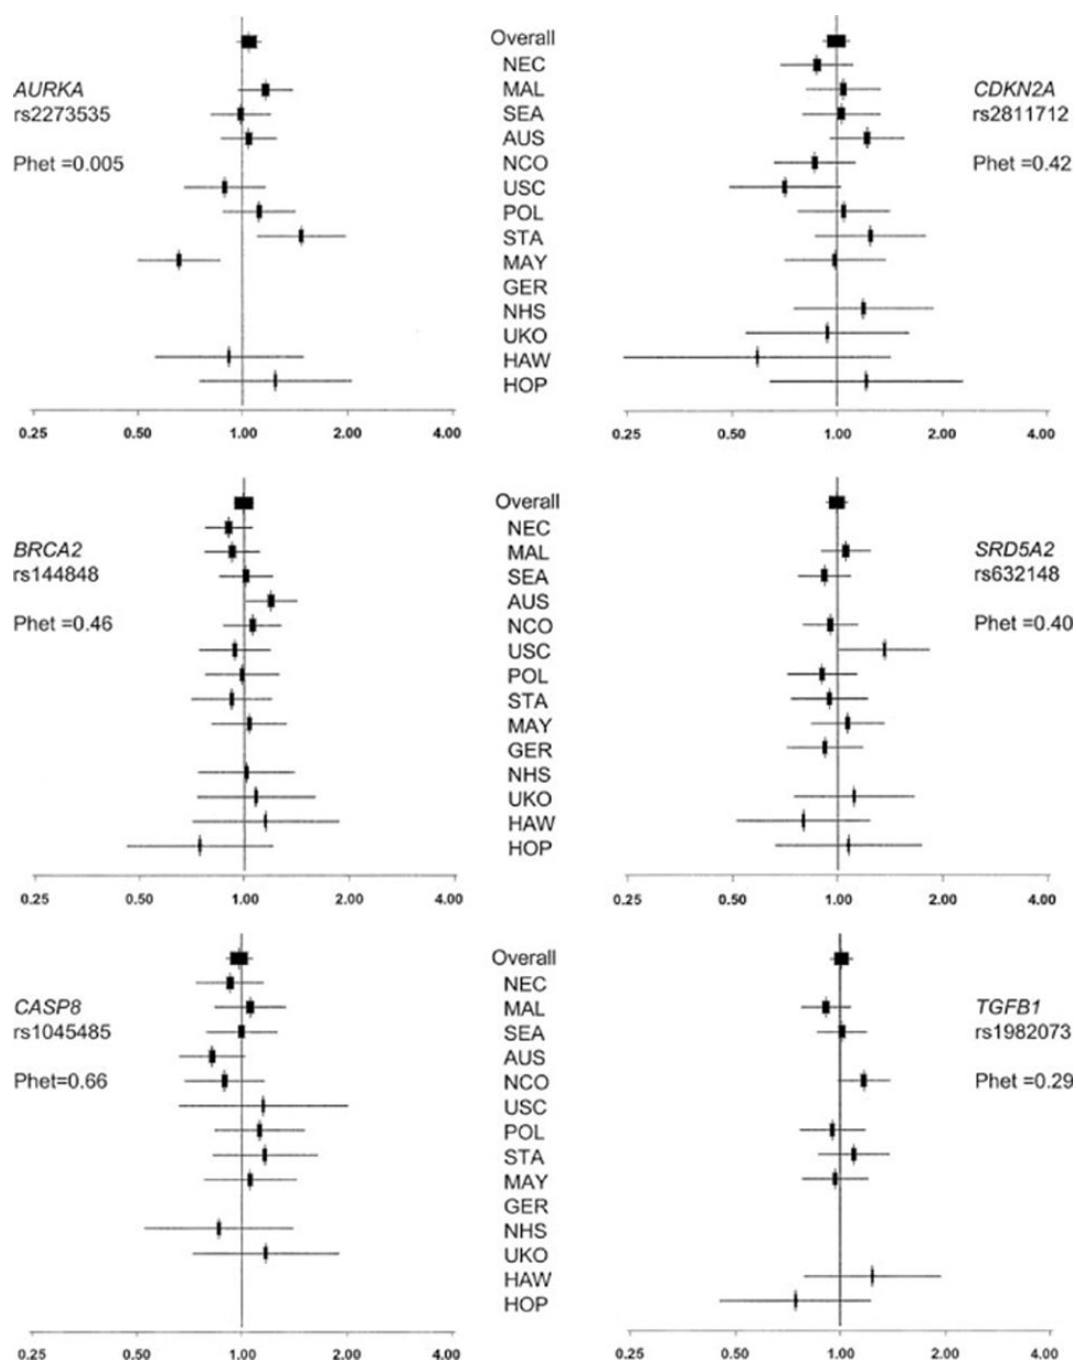 Overall
NEC
AURKA MAL CDKN2A
rs2273535 SEA rs2811712
AUS
Phet =0.005 NCO Phet =0.42
USC
POL
STA
MAY
GER
NHS
UKO
HAW
HOP
0.25 0.50 1.00 2.00 4.00 0.25 0.50 1.00 2.00 4.00
Overall
NEC
BRCA2 MAL SRD5A2
rs144848 SEA rs632148
AUS
Phet =0.46 NCO Phet =0.40
USC
POL
STA
MAY
GER
NHS
UKO
HAW
HOP
0.25 0.50 1.00 2.00 4.00 0.25 0.50 1.00 2.00 4.00
Overall
NEC
CASP8 MAL TGFB1
rs1045485 SEA rs1982073
AUS
Phet=0.66 NCO Phet =0.29
USC
POL
STA
MAY
GER
NHS
UKO
HAW
HOP
0.25 0.50 1.00 2.00 4.00 0.25 0.50 1.00 2.00 4.00